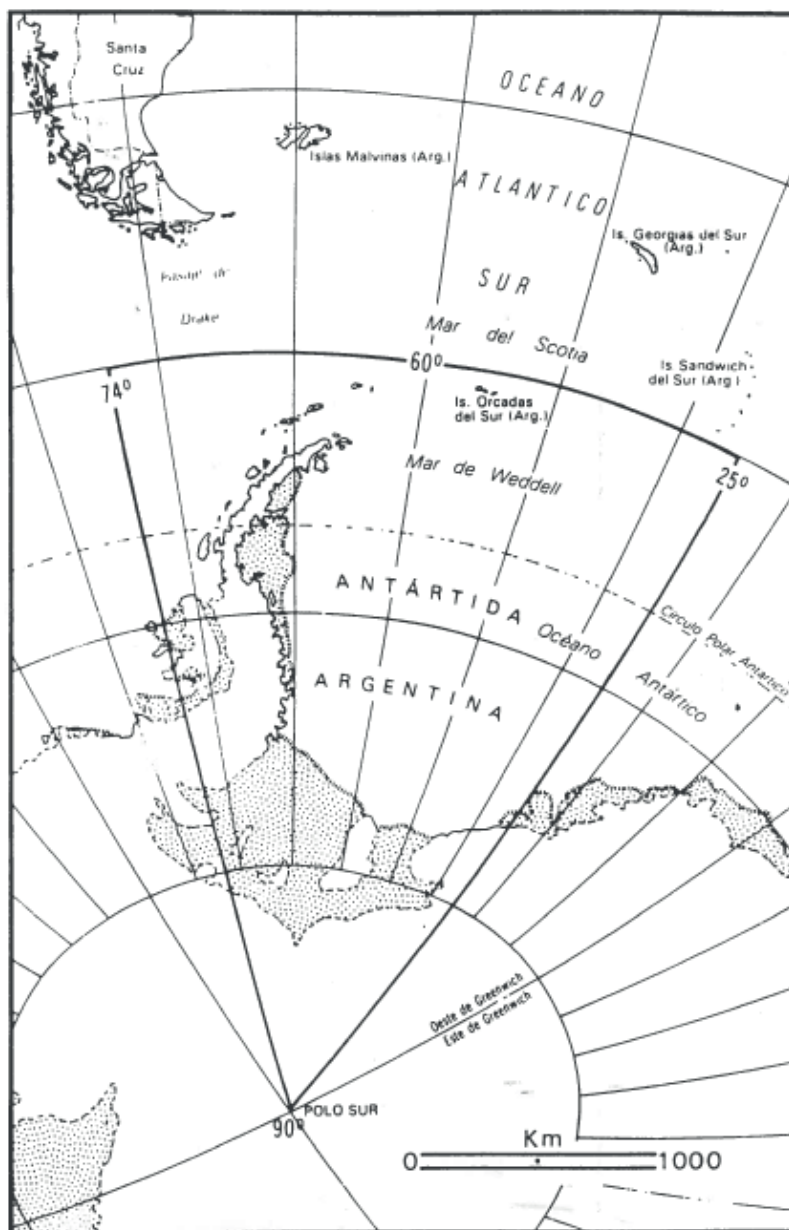 Santa
Cruz
OCEANO
Islas Malvinas (Arg.)
ATLANTICO
Is. Georgias del Sur
(Arg.)
SUR
Drake
Mar del Scotia
60º
Is. Sandwich
del Sur (Arg.)
74º
Is. Orcadas
del Sur (Arg.)
Mar de Weddell
25º
ANTÁRTIDA
Océano
Antártico
Circulo Polar Antartico
ARGENTINA
Oeste de Greenwich
Este de Greenwich
POLO SUR
90º
Km
0 1000